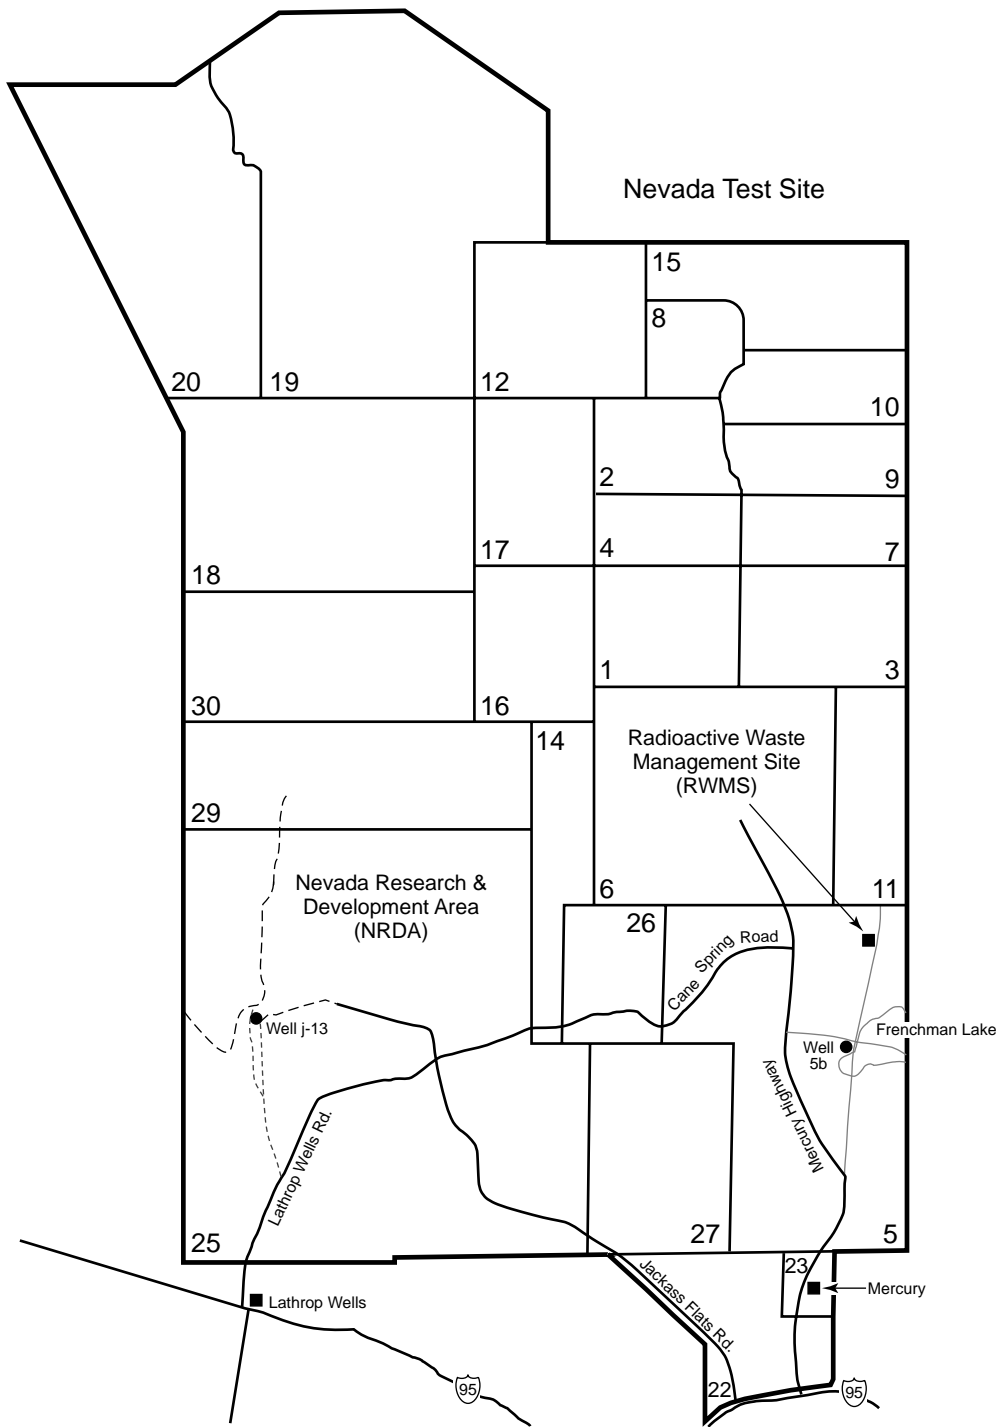 Nevada Test Site
15
8
20
19
12
10
2
9
17
4
7
18
1
3
30
16
14
Radioactive Waste
Management Site
(RWMS)
29
Nevada Research &
Development Area
(NRDA)
6
11
26
Cane Spring Road
Well j-13
Frenchman Lake
Well
5b
Mercury Highway
Lathrop Wells Rd.
25
27
5
23
Jackass Flats Rd.
Mercury
Lathrop Wells
22
95
95